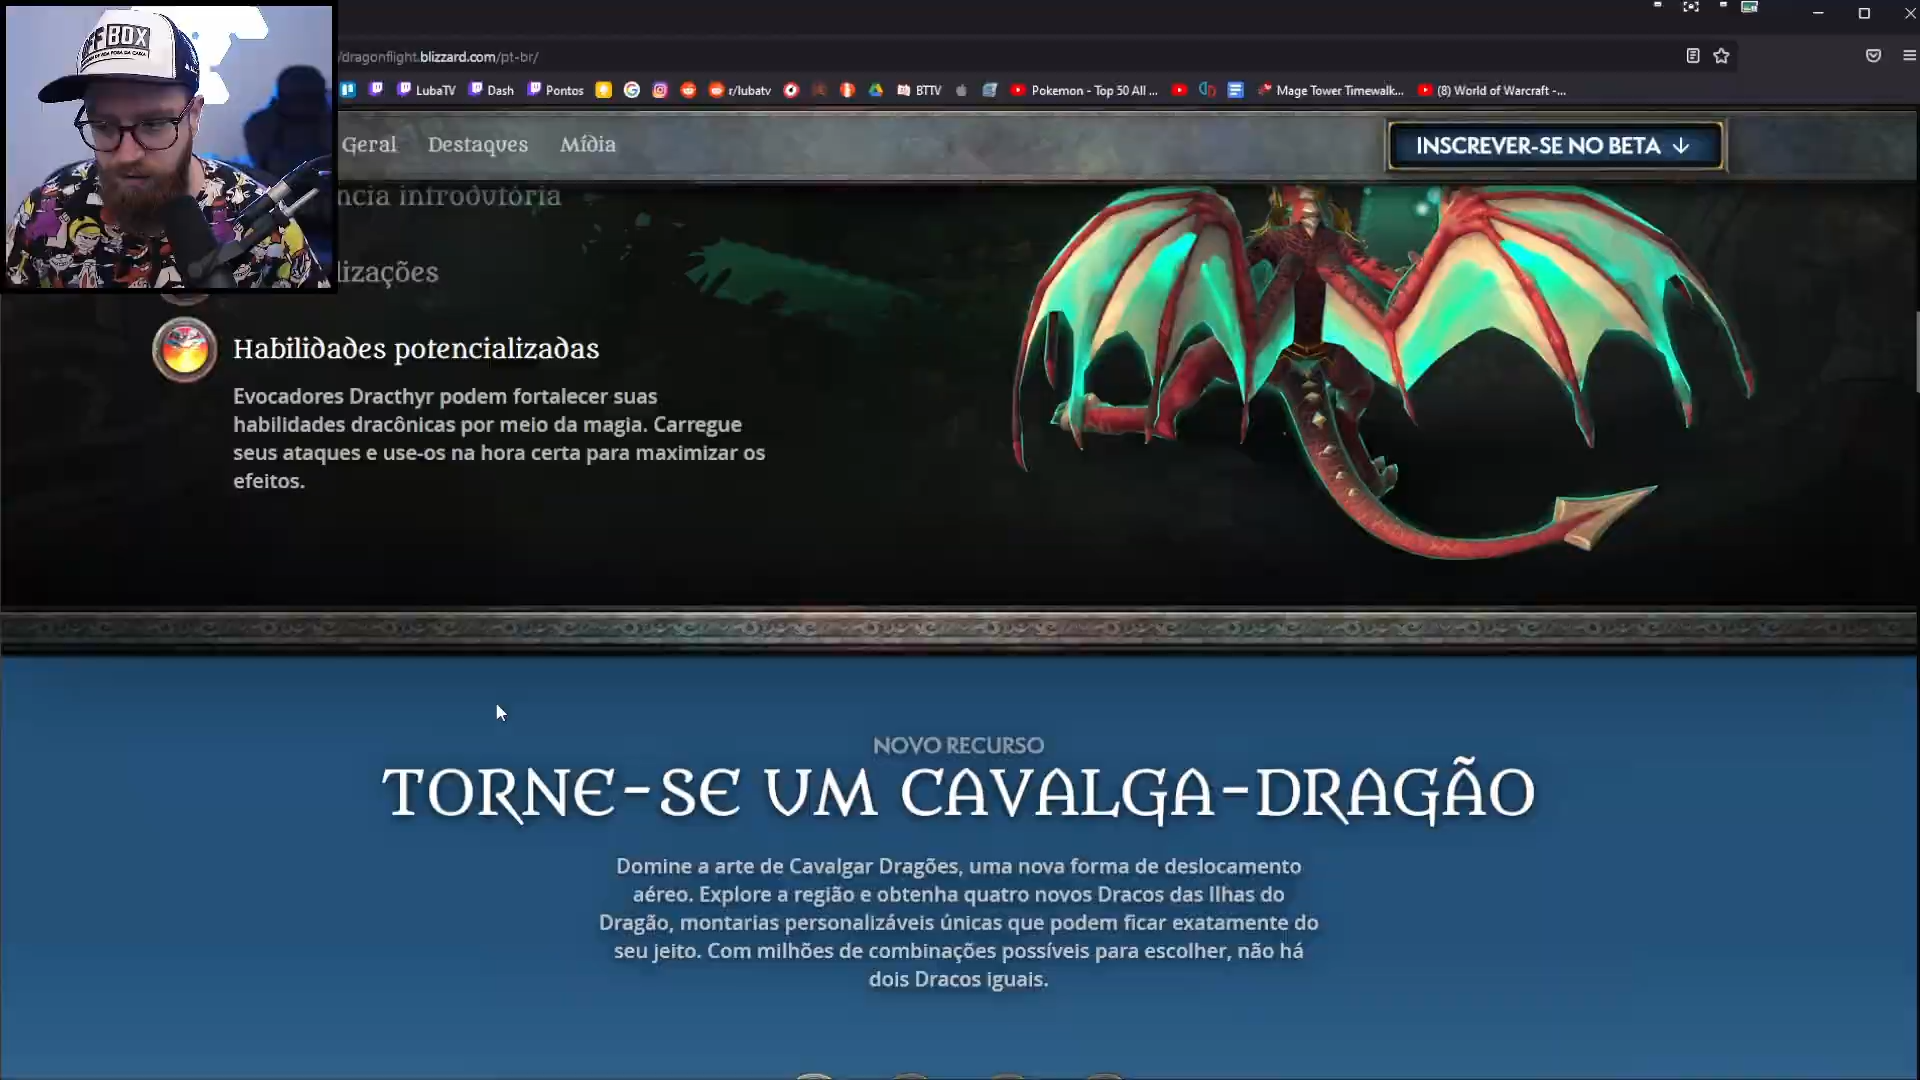 dragonflight.blizzard.com/pt-br/
LubaTV Dash Pontos r/lubatv BTTV Pokemon - Top 50 All ... Mage Tower Timewalk... (8) World of Warcraft -...
Geral Destaques Mídia INSCREVER-SE NO BETA ↓
ncia introdutória
lizações
Habilidades potencializadas
Evocadores Dracthyr podem fortalecer suas
habilidades dracônicas por meio da magia. Carregue
seus ataques e use-os na hora certa para maximizar os
efeitos.
NOVO RECURSO
TORNE-SE UM CAVALGA-DRAGÃO
Domine a arte de Cavalgar Dragões, uma nova forma de deslocamento
aéreo. Explore a região e obtenha quatro novos Dracos das Ilhas do
Dragão, montarias personalizáveis únicas que podem ficar exatamente do
seu jeito. Com milhões de combinações possíveis para escolher, não há
dois Dracos iguais.